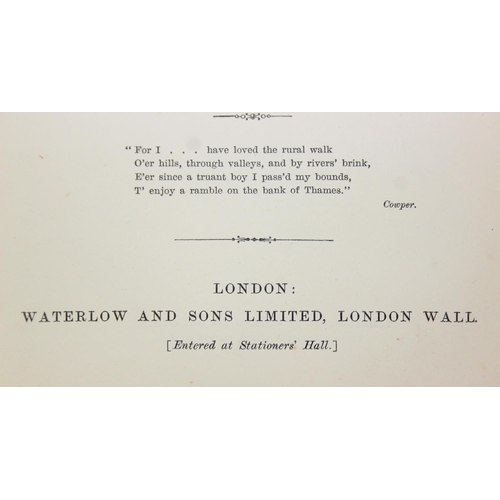 "For I . . . have loved the rural walk
O'er hills, through valleys, and by rivers' brink,
E'er since a truant boy I pass'd my bounds,
T' enjoy a ramble on the bank of Thames."
Cowper.
LONDON:
WATERLOW AND SONS LIMITED, LONDON WALL.
[Entered at Stationers' Hall.]